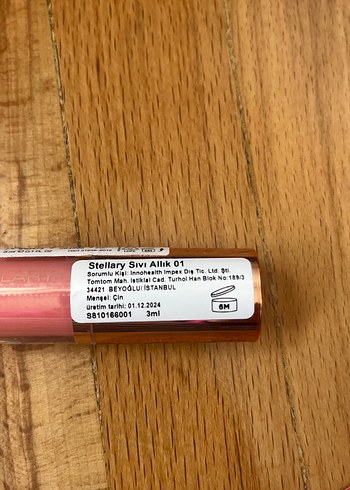 Stellary Sıvı Allık 01
Sorumlu Kişi: Innohealth Impex Dış Tic. Ltd. Şti.
Tomtom Mah. Istiklal Cad. Turhol Han Blok No:189/3
34421 BEYOĞLU/ İSTANBUL
Menşei: Çin
üretim tarihi: 01.12.2024
S810166001 3ml
6M